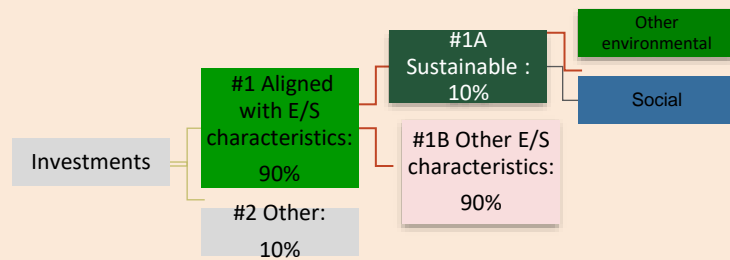 Investments
#1 Aligned
with E/S
characteristics:
90%
#2 Other:
10%
#1A
Sustainable :
10%
#1B Other E/S
characteristics:
90%
Other
environmental
Social